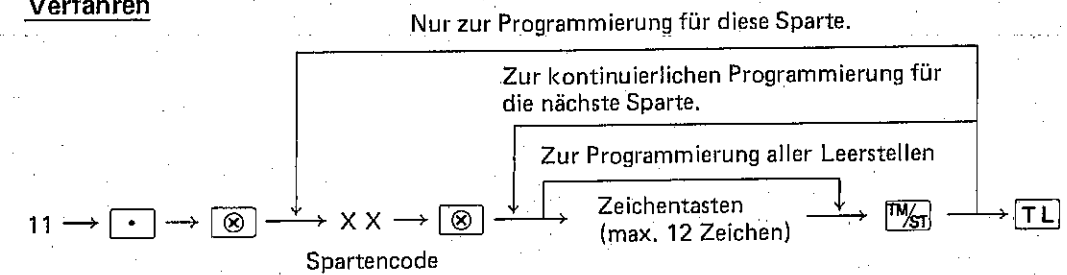 Verfahren
Nur zur Programmierung für diese Sparte.
Zur kontinuierlichen Programmierung für
die nächste Sparte.
Zur Programmierung aller Leerstellen
11 → · → ⊗ → X X → ⊗ → Zeichentasten → TM/ST → TL
(max. 12 Zeichen)
Spartencode